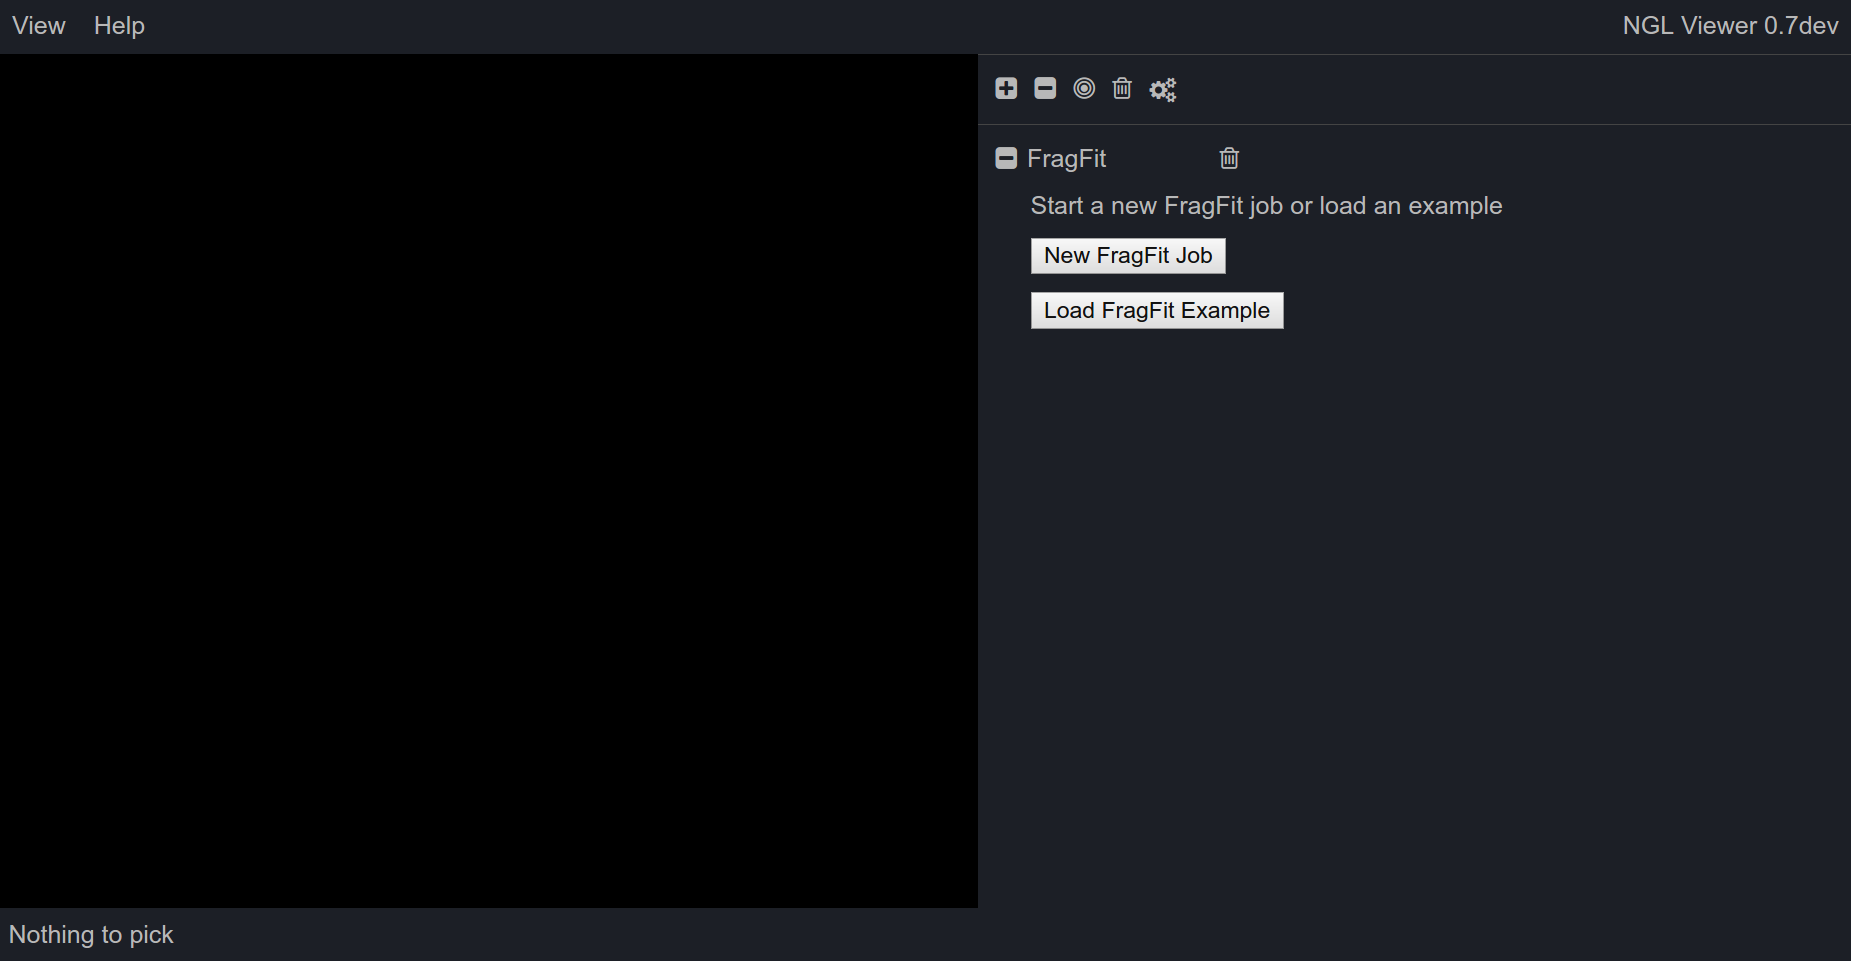 View Help NGL Viewer 0.7dev
FragFit
Start a new FragFit job or load an example
New FragFit Job
Load FragFit Example
Nothing to pick